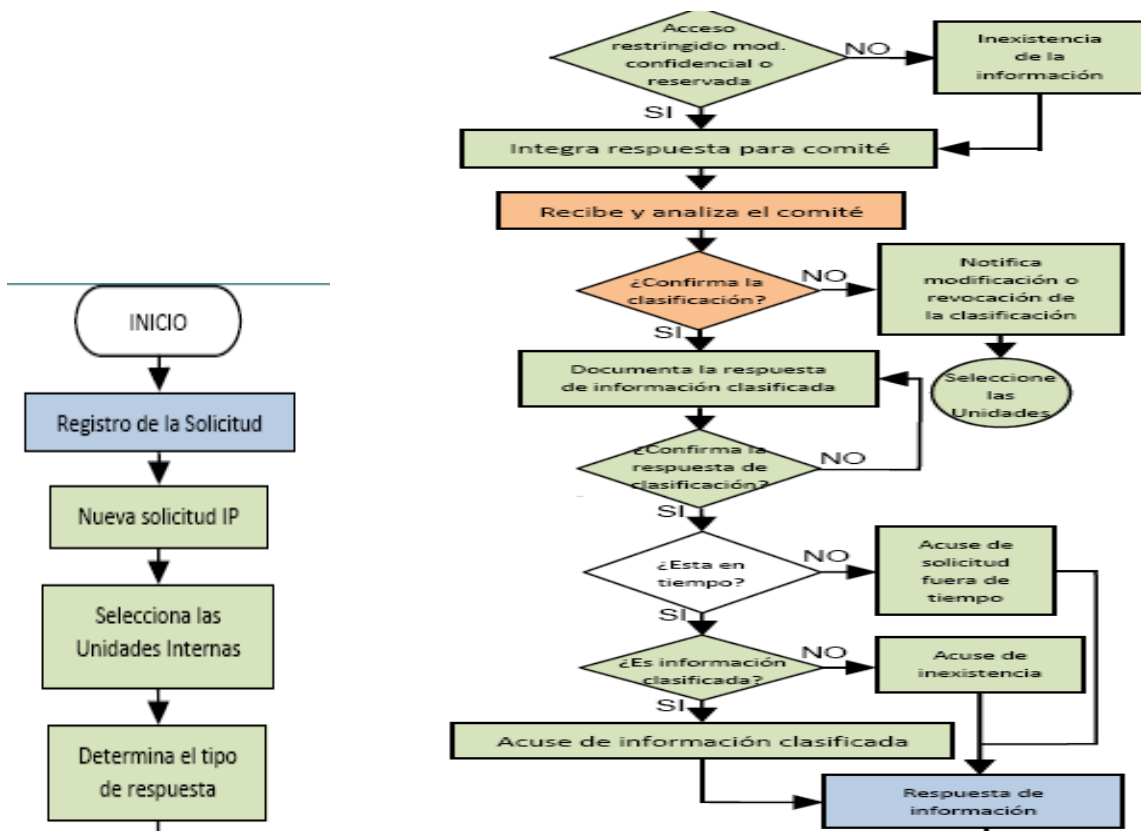 INICIO
Registro de la Solicitud
Nueva solicitud IP
Selecciona las
Unidades Internas
Determina el tipo
de respuesta
Acceso
restringido mod.
confidencial o
reservada
NO
Inexistencia
de la
información
SI
Integra respuesta para comité
Recibe y analiza el comité
¿Confirma la
clasificación?
NO
Notifica
modificación o
revocación de
la clasificación
SI
Seleccione
las
Unidades
Documenta la respuesta
de información clasificada
¿Confirma la
respuesta de
clasificación?
NO
SI
¿Esta en
tiempo?
NO
Acuse de
solicitud
fuera de
tiempo
SI
¿Es información
clasificada?
NO
Acuse de
inexistencia
SI
Acuse de información clasificada
Respuesta de
información